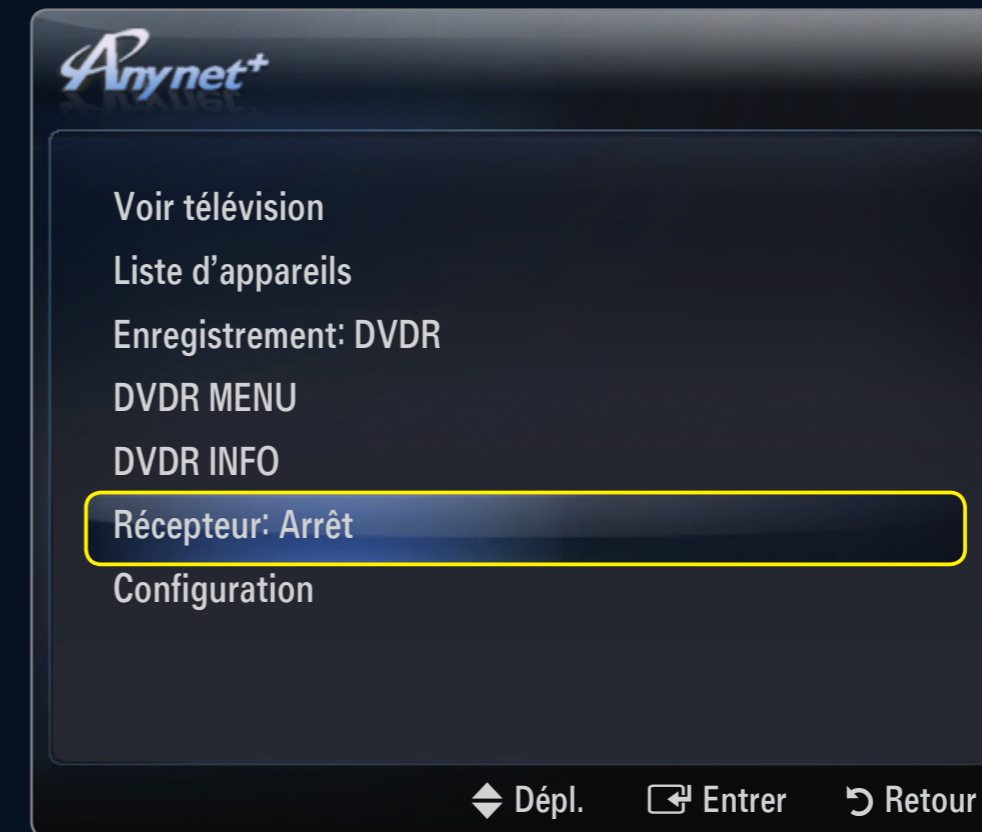 Anynet+
Voir télévision
Liste d’appareils
Enregistrement: DVDR
DVDR MENU
DVDR INFO
Récepteur: Arrêt
Configuration
Dépl. Entrer Retour